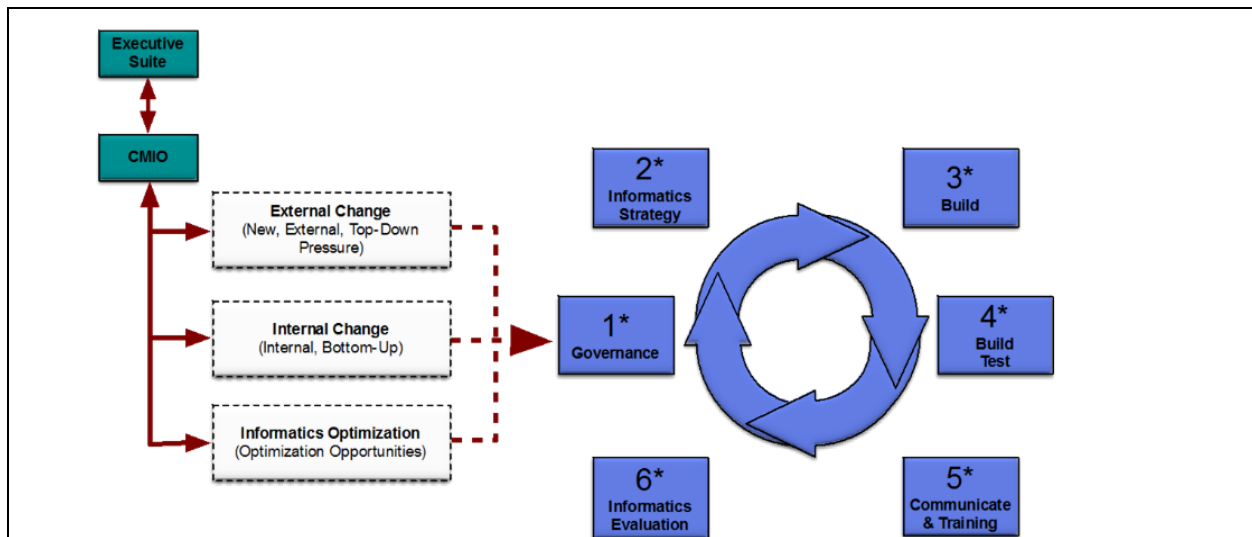 Executive
Suite
CMIO
External Change
(New, External, Top-Down
Pressure)
Internal Change
(Internal, Bottom-Up)
Informatics Optimization
(Optimization Opportunities)
1*
Governance
2*
Informatics
Strategy
3*
Build
4*
Build
Test
5*
Communicate
& Training
6*
Informatics
Evaluation